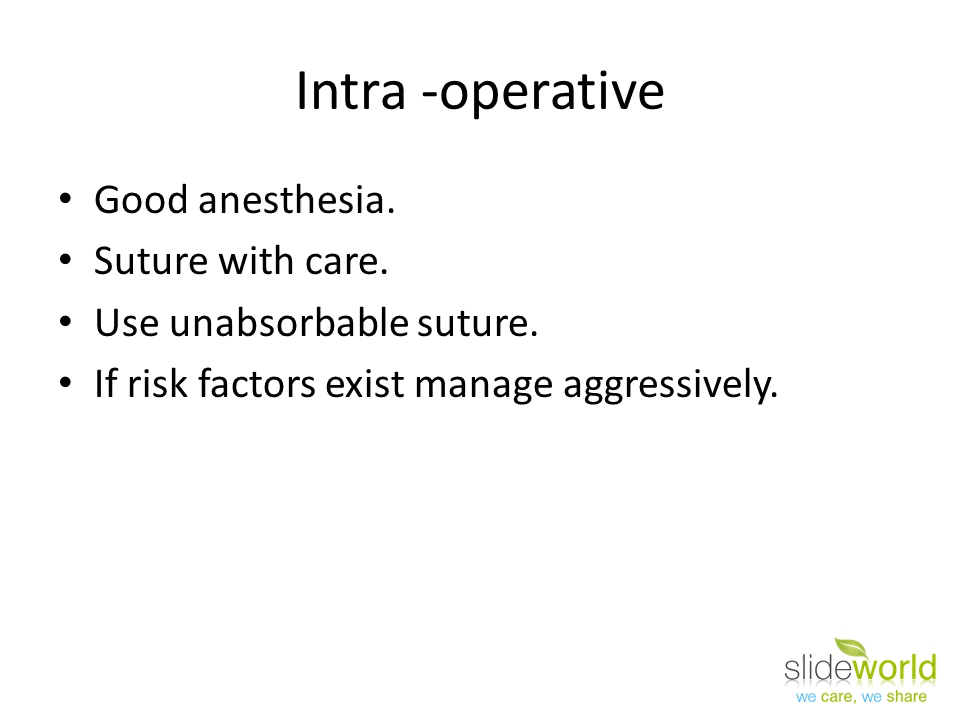 Intra -operative
• Good anesthesia.
• Suture with care.
• Use unabsorbable suture.
• If risk factors exist manage aggressively.
slideworld
we care, we share